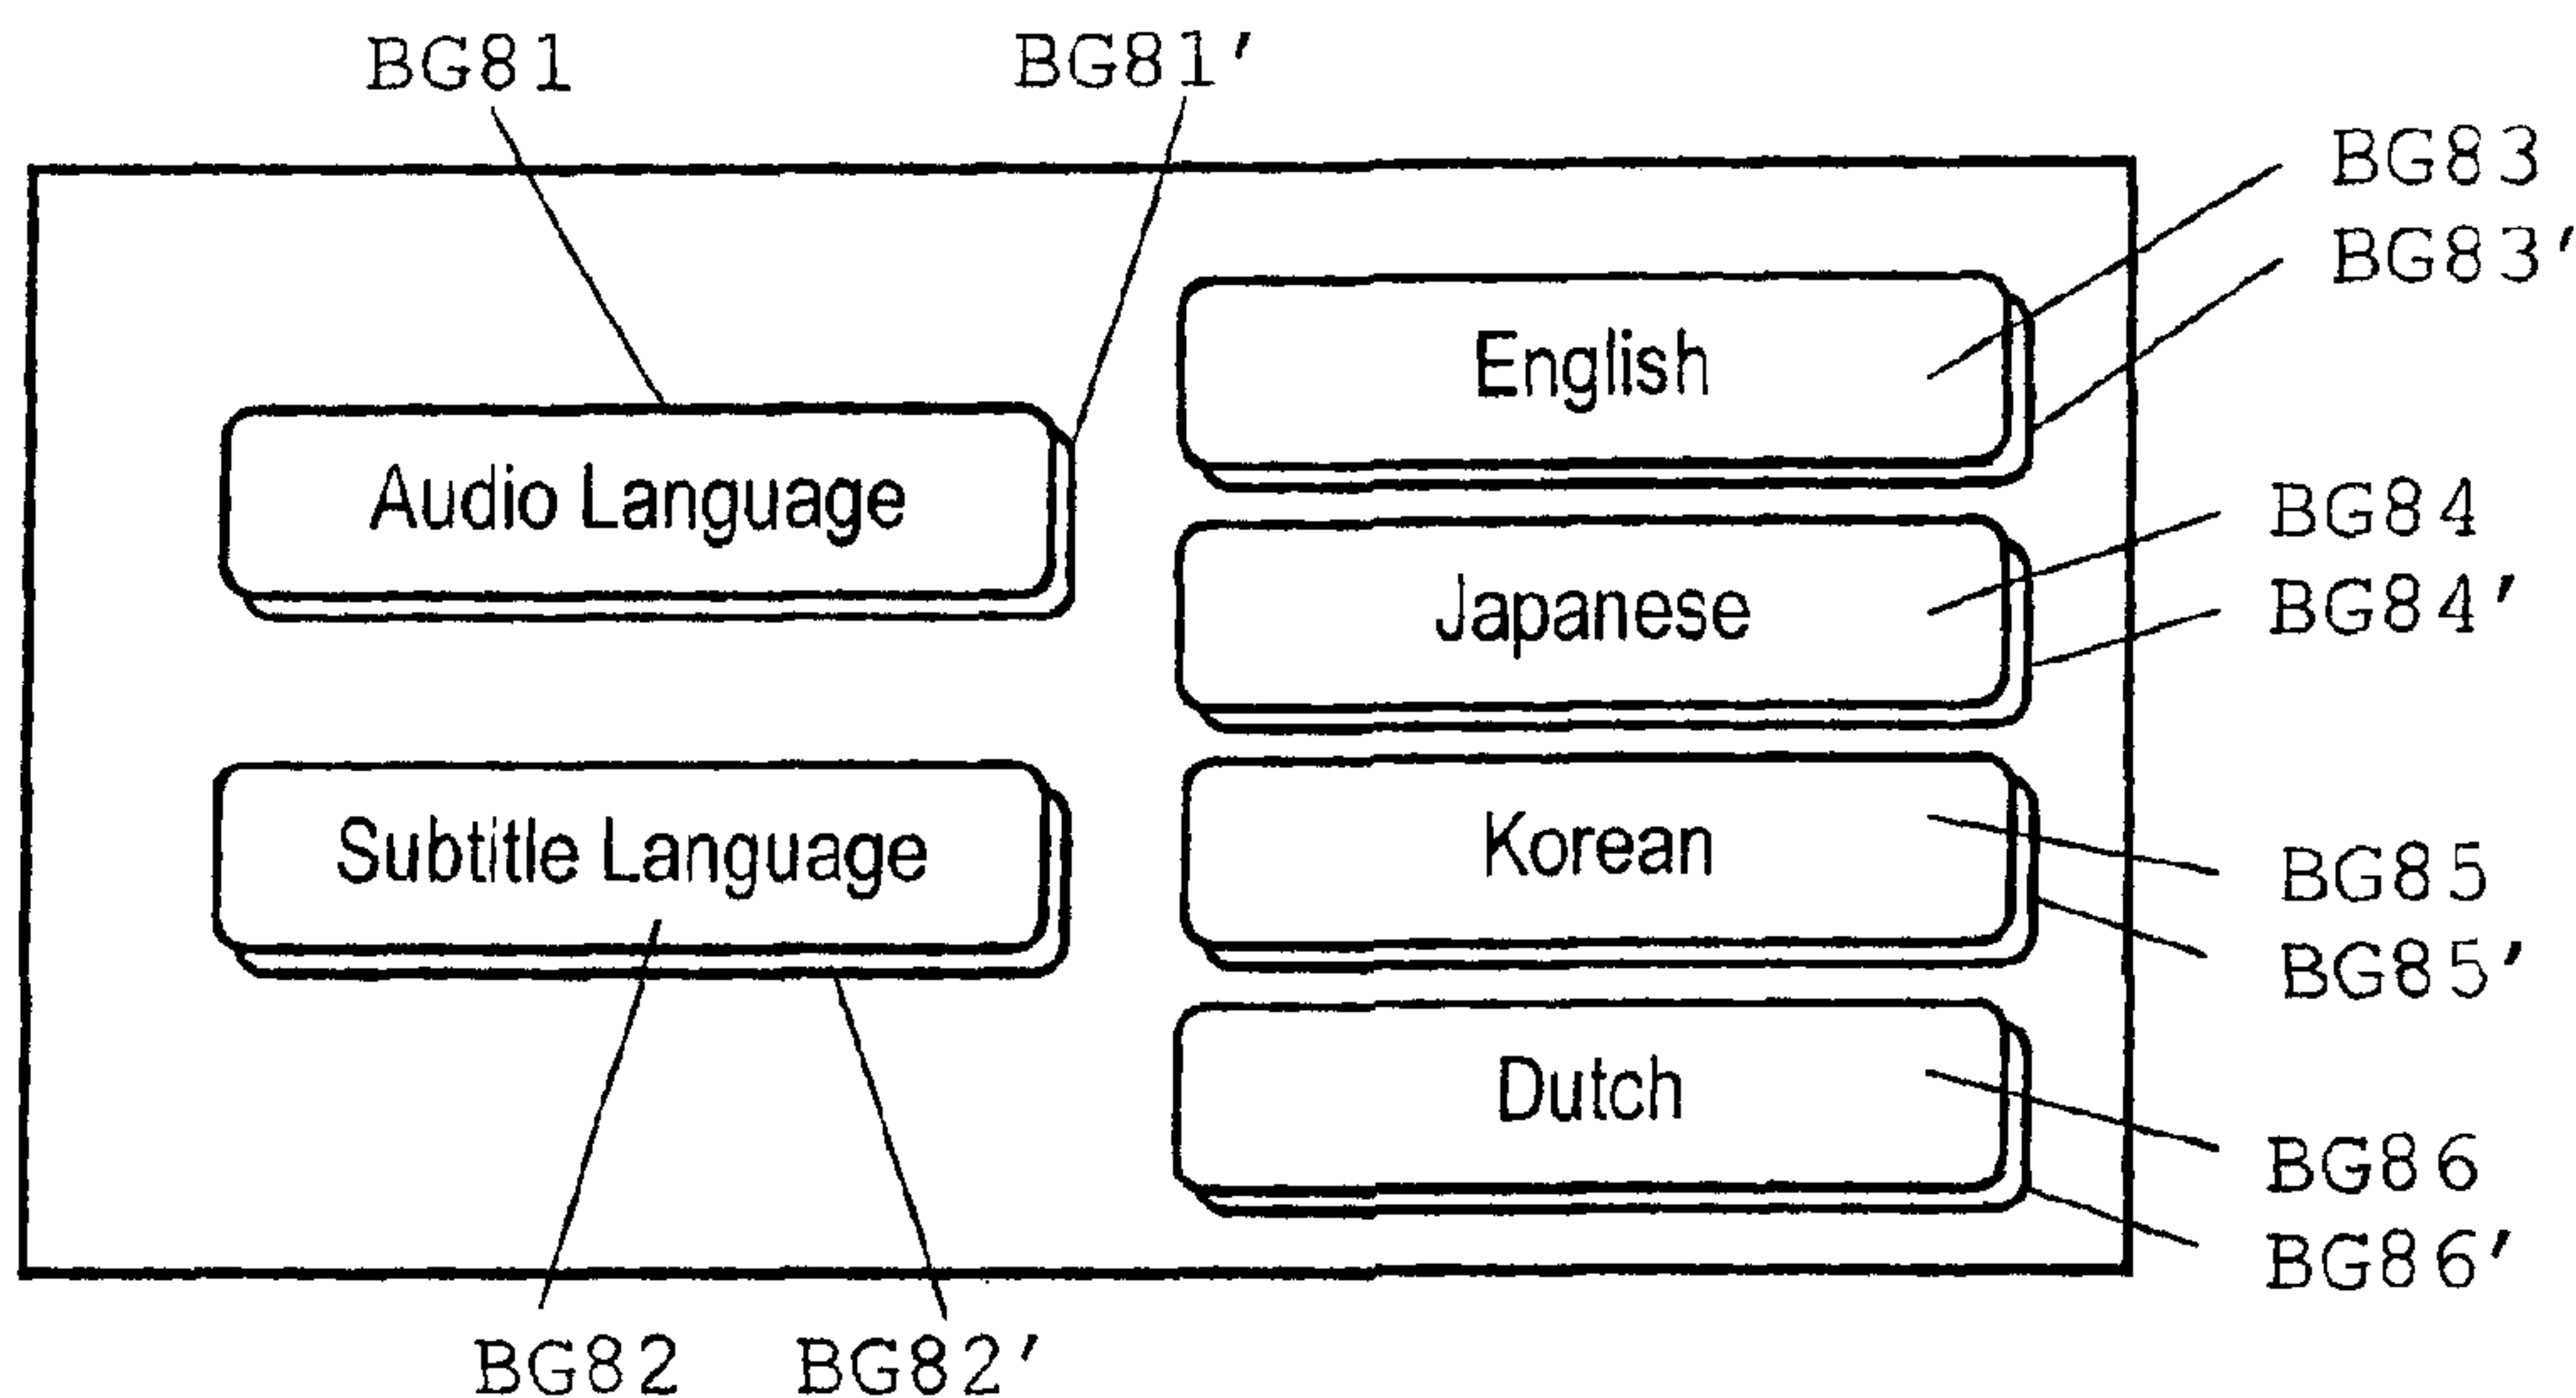 BG81 BG81'
BG83
BG83'
English
Audio Language
BG84
BG84'
Japanese
Subtitle Language
Korean
BG85
BG85'
Dutch
BG86
BG86'
BG82 BG82'